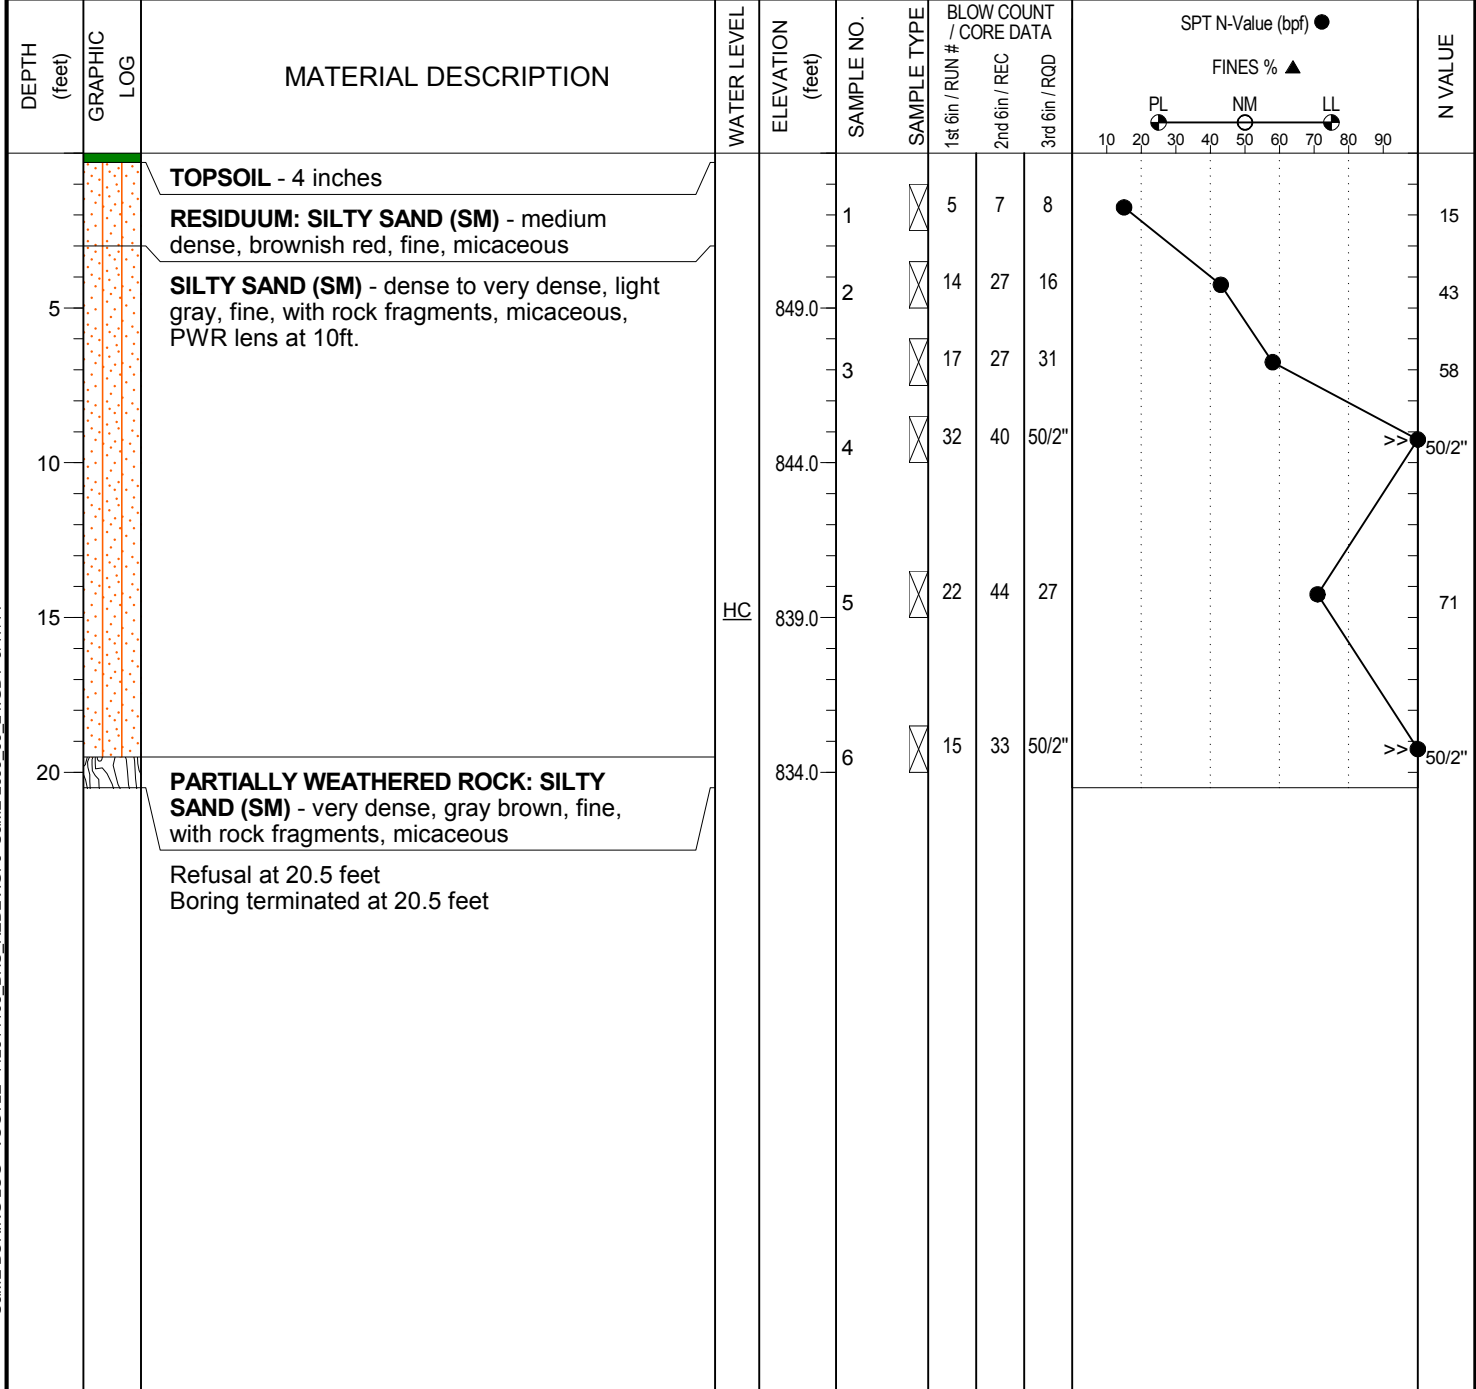 DEPTH
(feet)
GRAPHIC
LOG
MATERIAL DESCRIPTION
WATER LEVEL
ELEVATION
(feet)
SAMPLE NO.
SAMPLE TYPE
BLOW COUNT
/ CORE DATA
1st 6in / RUN #
2nd 6in / REC
3rd 6in / RQD
SPT N-Value (bpf)
FINES %
PL NM LL
10 20 30 40 50 60 70 80 90
N VALUE
TOPSOIL - 4 inches
RESIDUUM: SILTY SAND (SM) - medium
dense, brownish red, fine, micaceous
1 5 7 8 15
SILTY SAND (SM) - dense to very dense, light
gray, fine, with rock fragments, micaceous,
PWR lens at 10ft.
2 14 27 16 43
5 849.0
3 17 27 31 58
4 32 40 50/2" >> 50/2"
10 844.0
5 22 44 27 71
15 HC 839.0
6 15 33 50/2" >> 50/2"
20 834.0
PARTIALLY WEATHERED ROCK: SILTY
SAND (SM) - very dense, gray brown, fine,
with rock fragments, micaceous
Refusal at 20.5 feet
Boring terminated at 20.5 feet